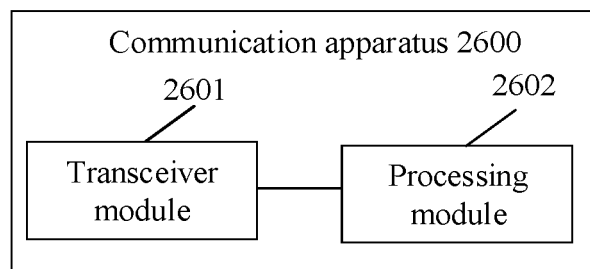 Communication apparatus 2600
2601
2602
Transceiver
module
Processing
module